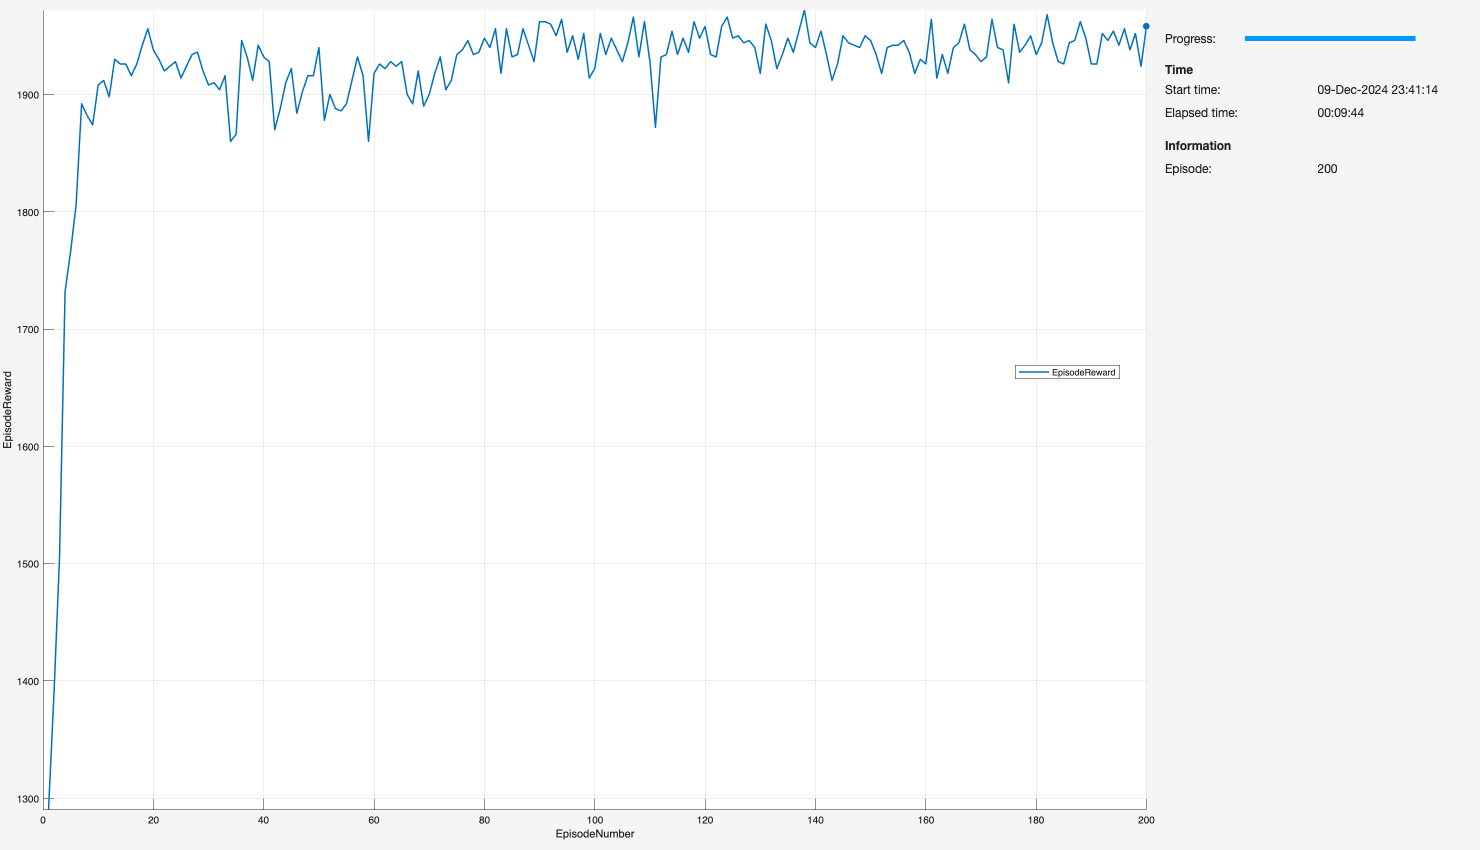 Progress:
Time
Start time: 09-Dec-2024 23:41:14
Elapsed time: 00:09:44
Information
Episode: 200
1900
1800
1700
1600
1500
1400
1300
EpisodeReward
EpisodeReward
0 20 40 60 80 100 120 140 160 180 200
EpisodeNumber